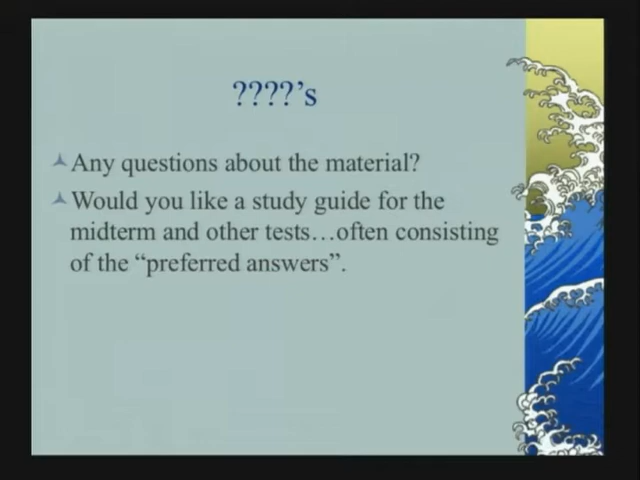 ????’s
Any questions about the material?
Would you like a study guide for the
midterm and other tests…often consisting
of the “preferred answers”.